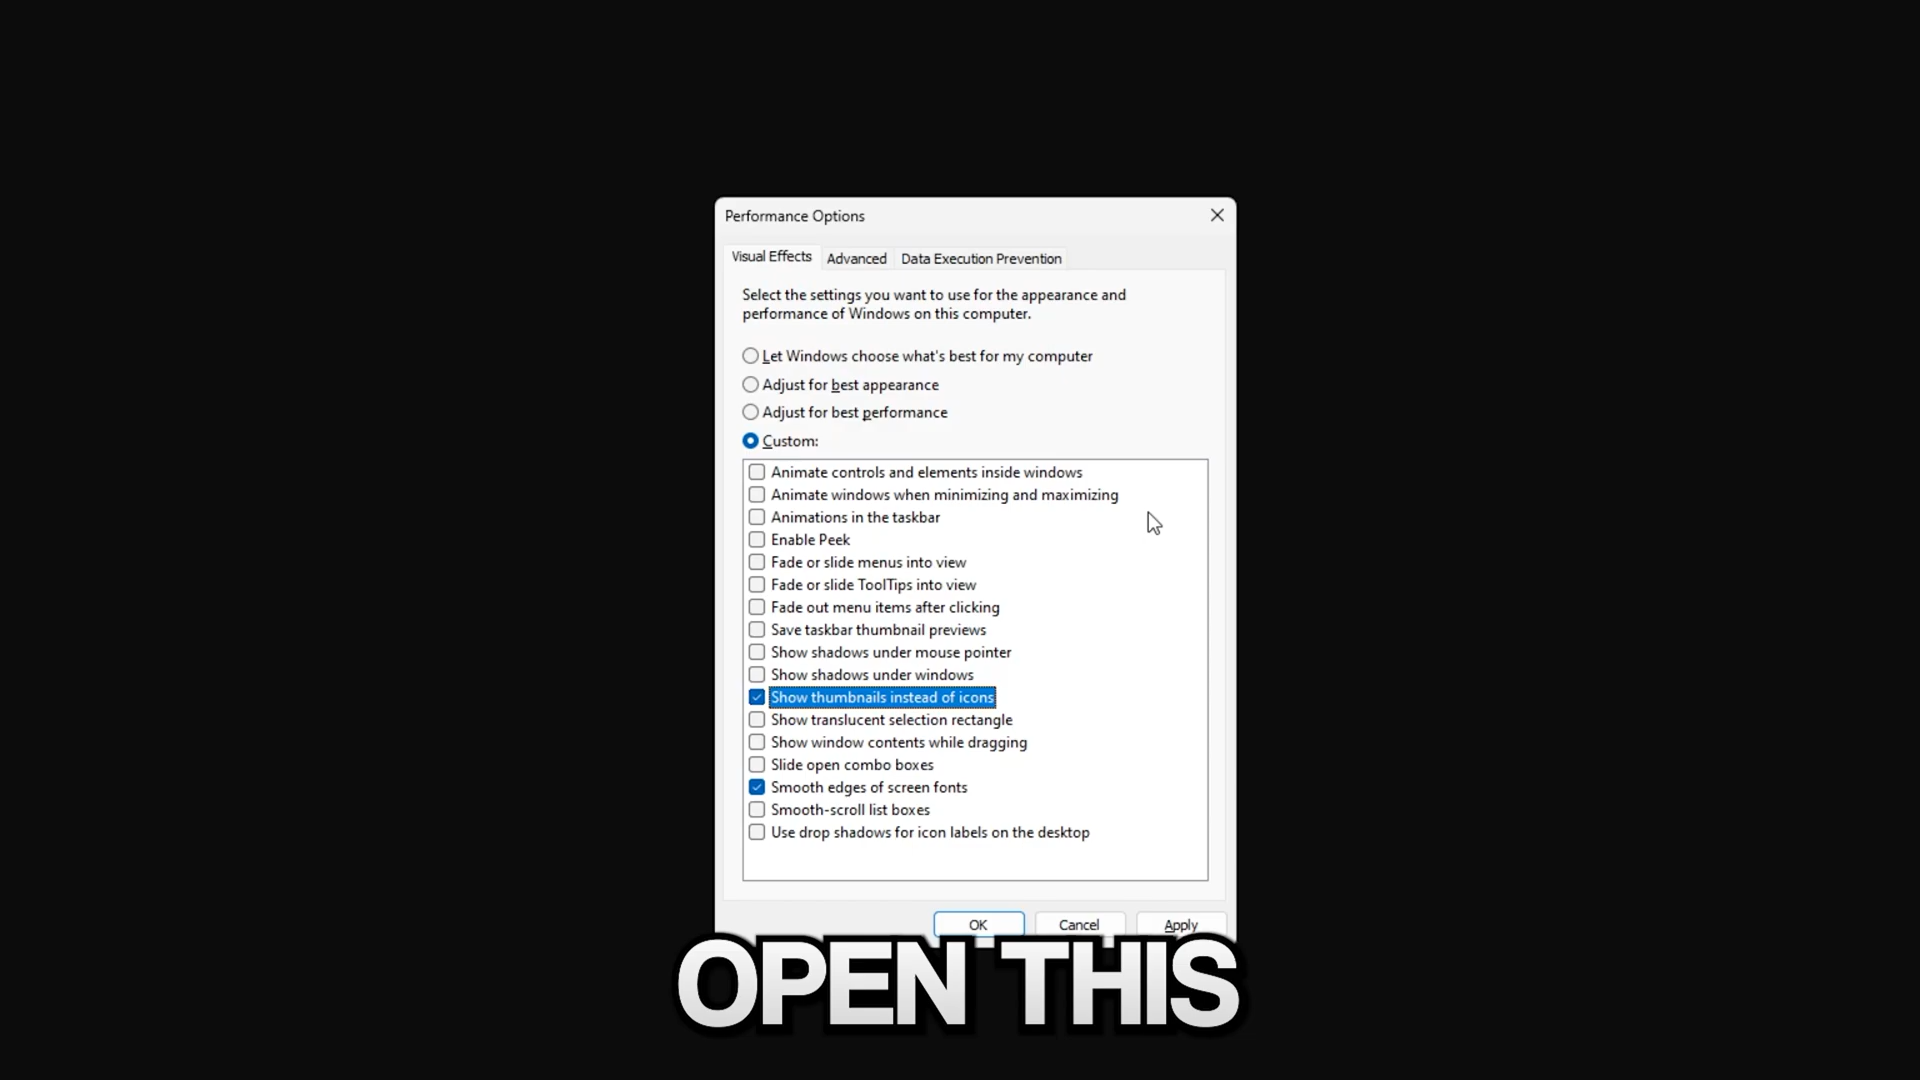 Performance Options
Visual Effects
Advanced
Data Execution Prevention
Select the settings you want to use for the appearance and
performance of Windows on this computer.
Let Windows choose what's best for my computer
Adjust for best appearance
Adjust for best performance
Custom:
Animate controls and elements inside windows
Animate windows when minimizing and maximizing
Animations in the taskbar
Enable Peek
Fade or slide menus into view
Fade or slide ToolTips into view
Fade out menu items after clicking
Save taskbar thumbnail previews
Show shadows under mouse pointer
Show shadows under windows
Show thumbnails instead of icons
Show translucent selection rectangle
Show window contents while dragging
Slide open combo boxes
Smooth edges of screen fonts
Smooth-scroll list boxes
Use drop shadows for icon labels on the desktop
OK
Cancel
Apply
OPEN THIS